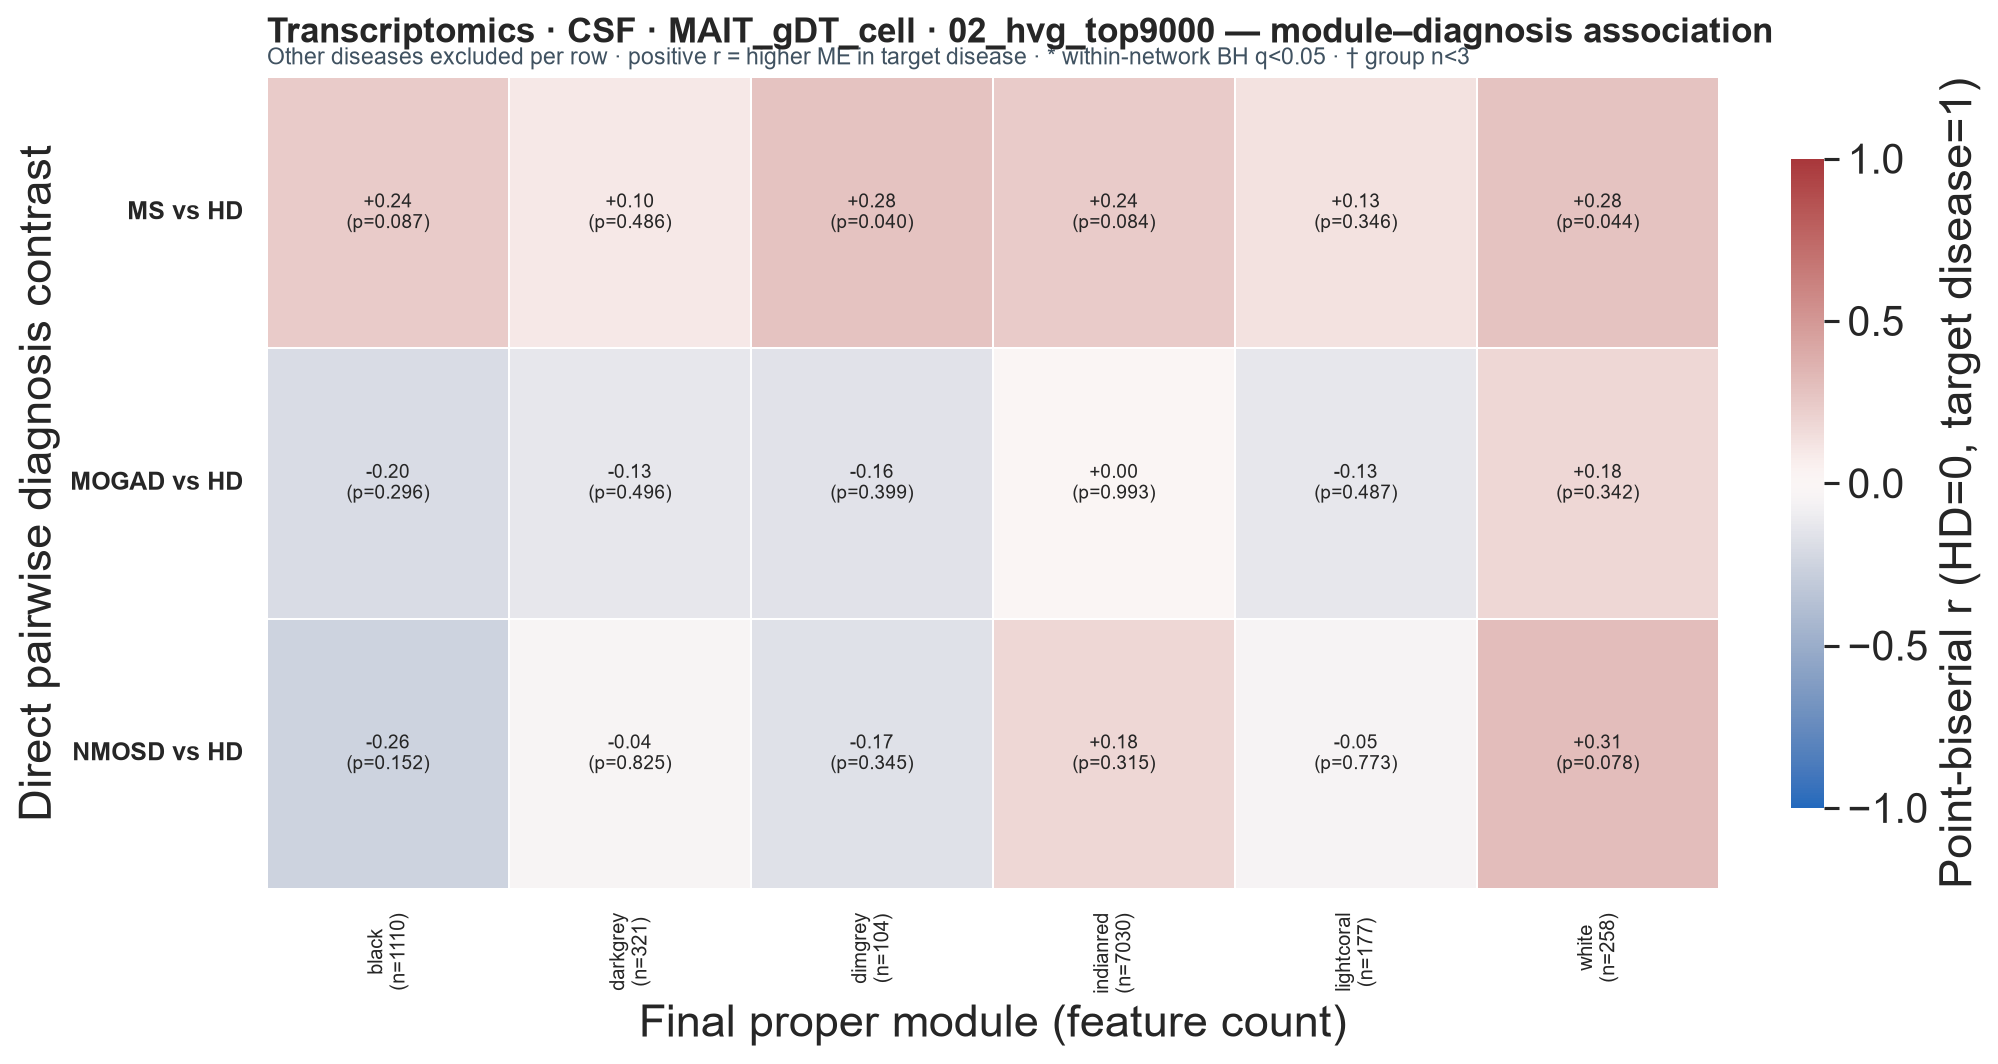 Transcriptomics · CSF · MAIT_gDT_cell · 02_hvg_top9000 — module–diagnosis association
Other diseases excluded per row · positive r = higher ME in target disease · * within-network BH q<0.05 · † group n<3
Direct pairwise diagnosis contrast
MS vs HD
+0.24
(p=0.087)
+0.10
(p=0.486)
+0.28
(p=0.040)
+0.24
(p=0.084)
+0.13
(p=0.346)
+0.28
(p=0.044)
MOGAD vs HD
-0.20
(p=0.296)
-0.13
(p=0.496)
-0.16
(p=0.399)
+0.00
(p=0.993)
-0.13
(p=0.487)
+0.18
(p=0.342)
NMOSD vs HD
-0.26
(p=0.152)
-0.04
(p=0.825)
-0.17
(p=0.345)
+0.18
(p=0.315)
-0.05
(p=0.773)
+0.31
(p=0.078)
black
(n=1110)
darkgrey
(n=321)
dimgrey
(n=104)
indianred
(n=7030)
lightcoral
(n=177)
white
(n=258)
Final proper module (feature count)
1.0
0.5
0.0
−0.5
−1.0
Point-biserial r (HD=0, target disease=1)